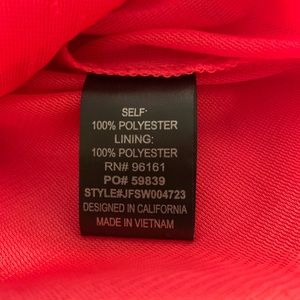 SELF:
100% POLYESTER
LINING:
100% POLYESTER
RN# 96161
PO# 59839
STYLE#JFSW004723
DESIGNED IN CALIFORNIA
MADE IN VIETNAM